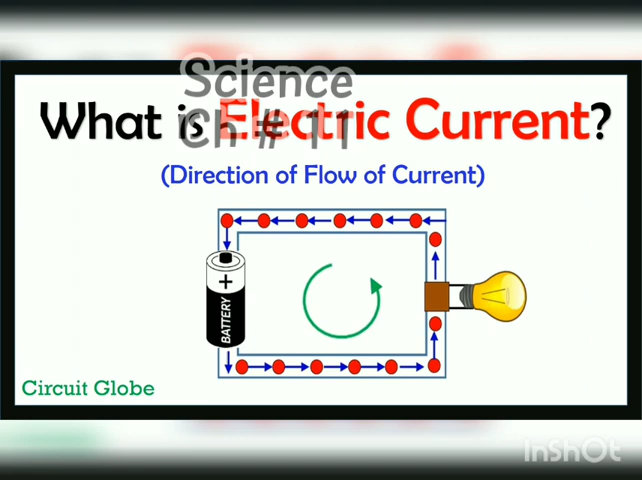 Science
Ch # 11
What is Electric Current?
(Direction of Flow of Current)
+
BATTERY
Circuit Globe
InShOt